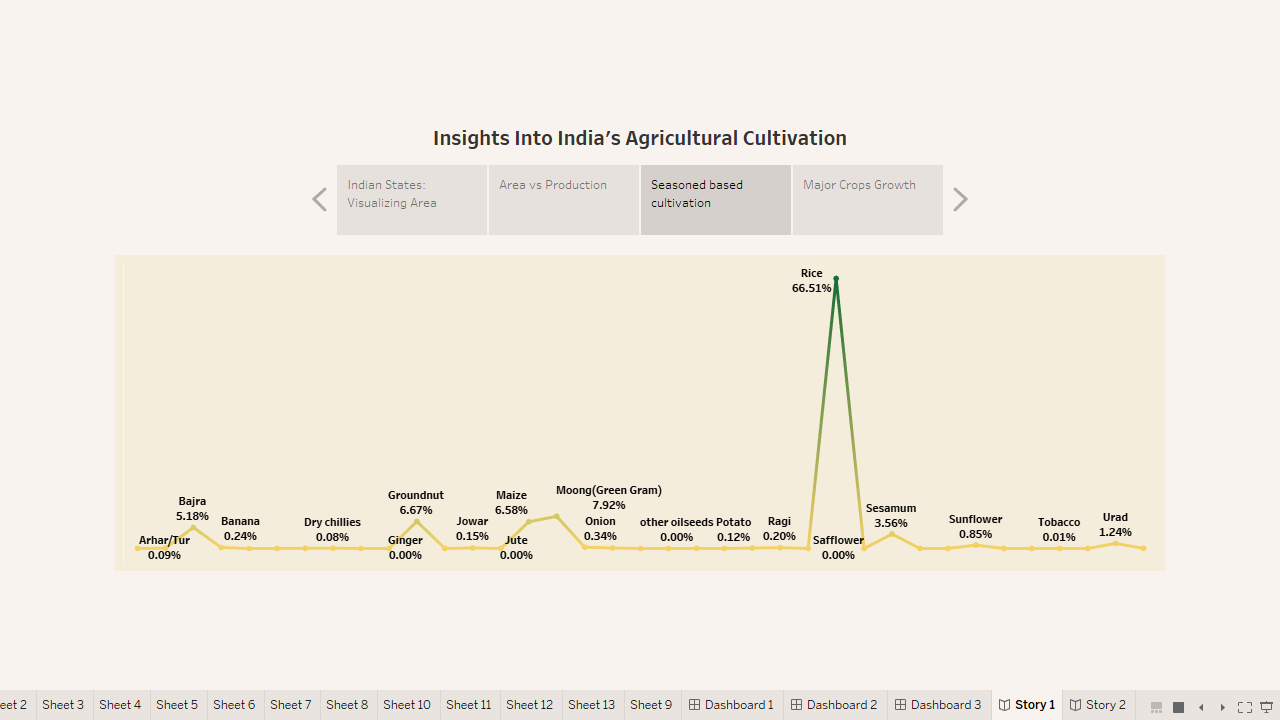 Insights Into India's Agricultural Cultivation
Indian States:
Visualizing Area
Area vs Production
Seasoned based
cultivation
Major Crops Growth
Rice
66.51%
Bajra
5.18%
Groundnut
6.67%
Maize
6.58%
Moong(Green Gram)
7.92%
Sesamum
3.56%
Arhar/Tur
0.09%
Banana
0.24%
Dry chillies
0.08%
Ginger
0.00%
Jowar
0.15%
Jute
0.00%
Onion
0.34%
other oilseeds
0.00%
Potato
0.12%
Ragi
0.20%
Safflower
0.00%
Sunflower
0.85%
Tobacco
0.01%
Urad
1.24%
eet 2 Sheet 3 Sheet 4 Sheet 5 Sheet 6 Sheet 7 Sheet 8 Sheet 10 Sheet 11 Sheet 12 Sheet 13 Sheet 9 Dashboard 1 Dashboard 2 Dashboard 3 Story 1 Story 2